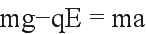 mg−qE = ma